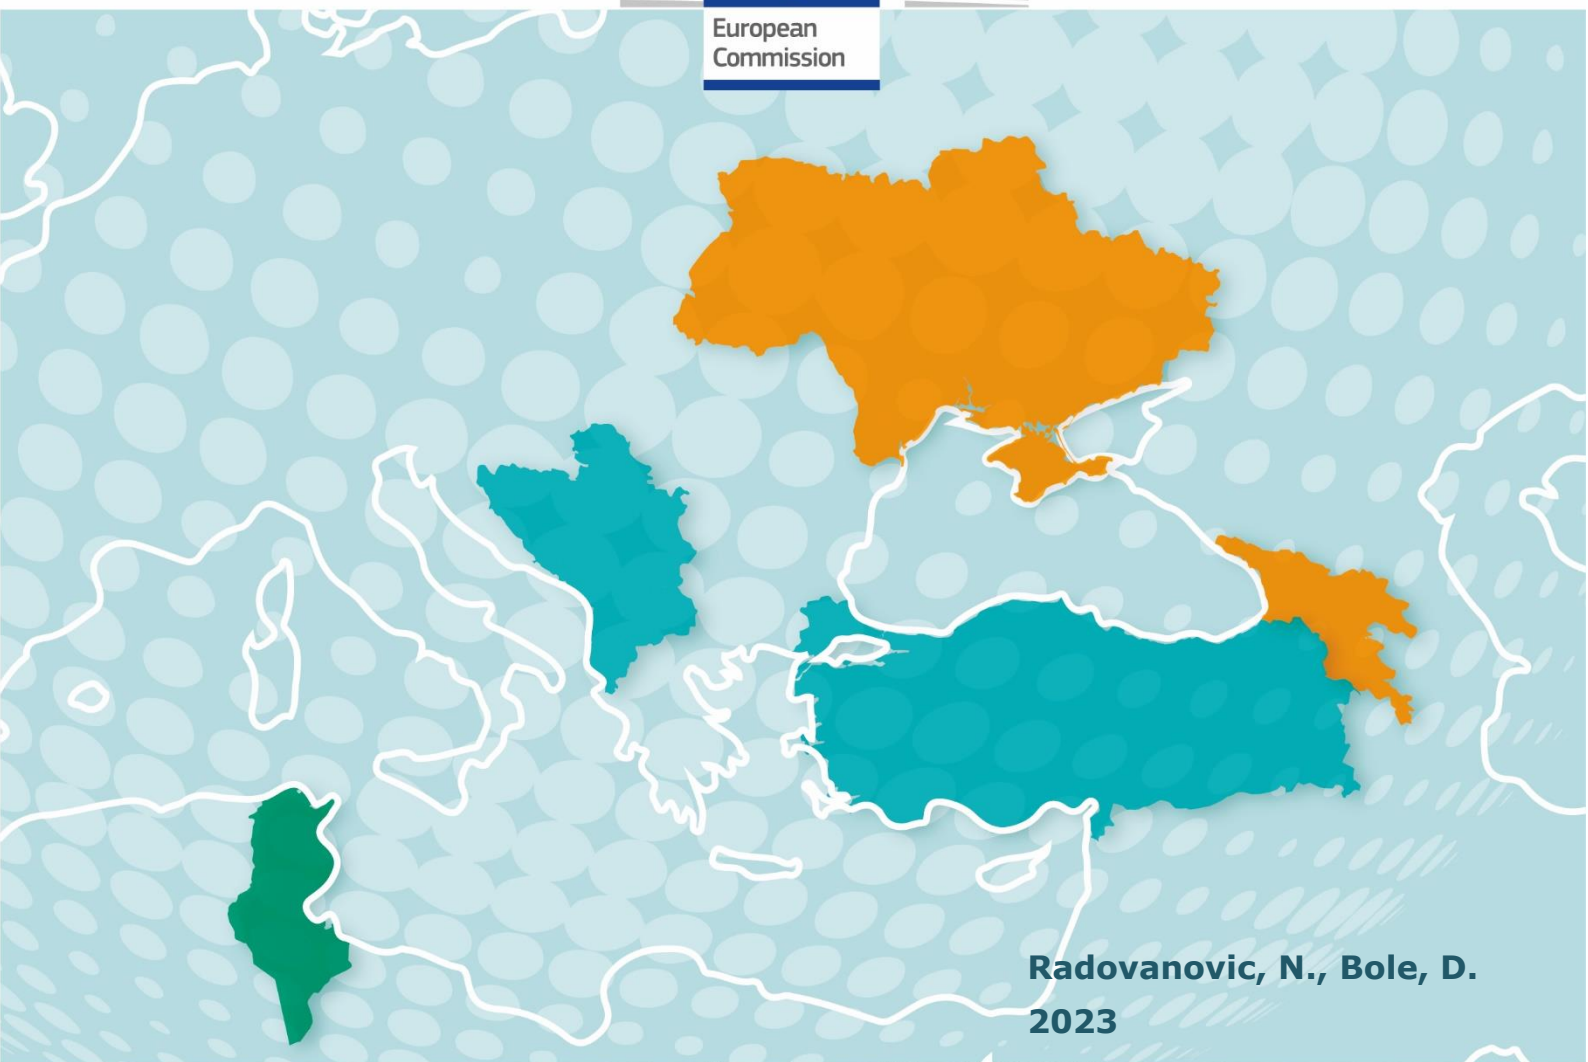 European
Commission
Radovanovic, N., Bole, D.
2023